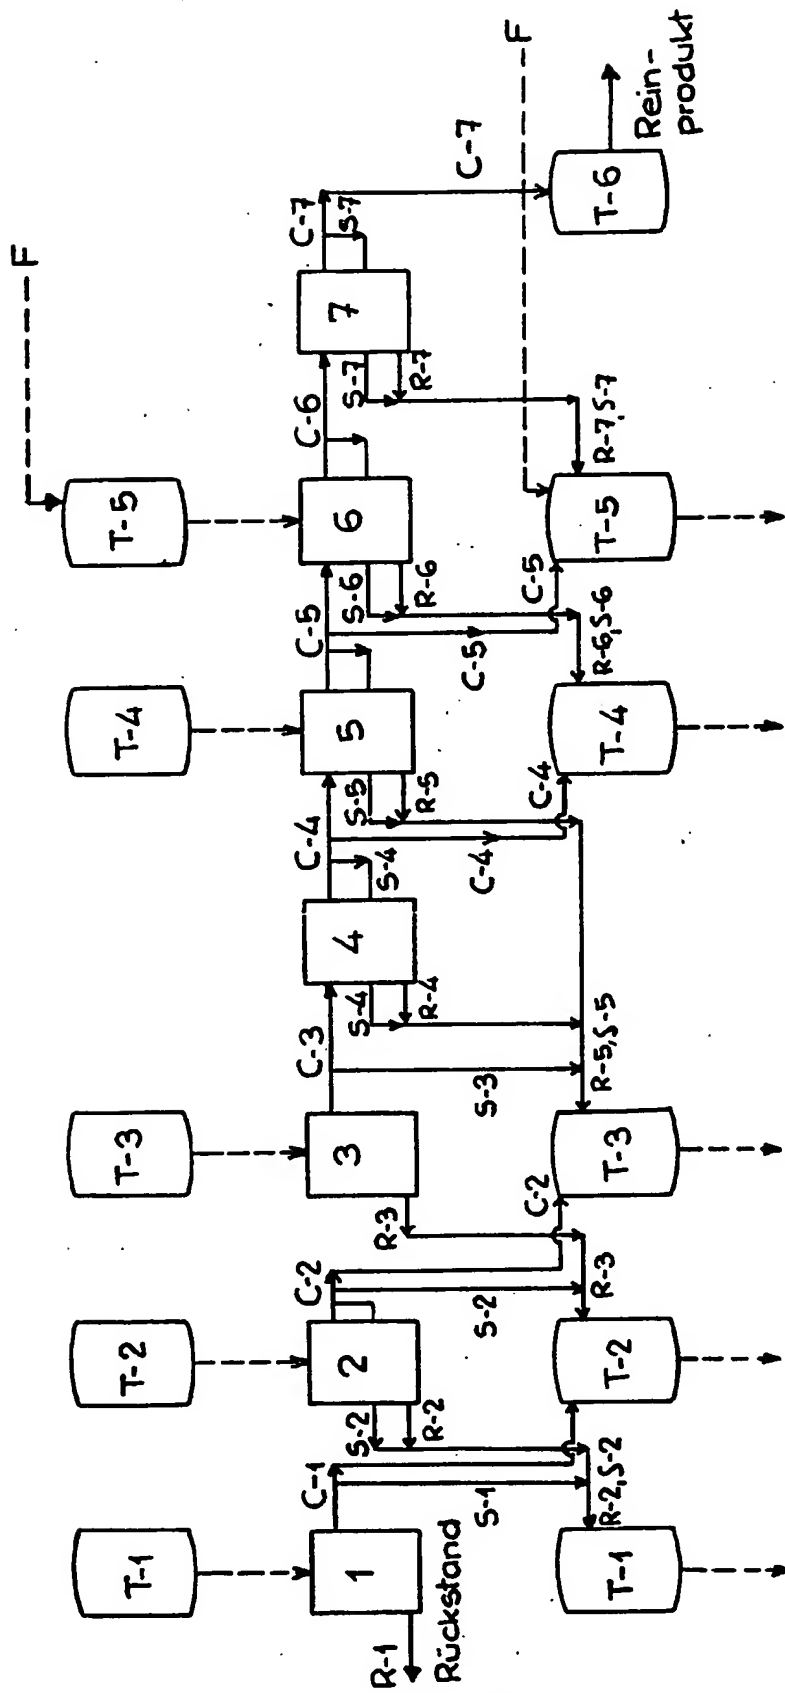 F
T-1
T-2
T-3
T-4
T-5
C-1
C-2
C-3
C-4
C-5
C-6
C-7
S-7
1
2
3
4
5
6
7
S-2
S-4
S-4
S-5
S-6
S-7
R-1
R-2
R-3
R-4
R-5
R-6
R-7
Rückstand
S-1
S-2
S-3
C-4
C-5
C-7
F
C-2
C-4
C-5
T-1
T-2
T-3
T-4
T-5
T-6
R-2,S-2
R-3
R-5,S-5
R-6,S-6
R-7,S-7
Rein-
produkt